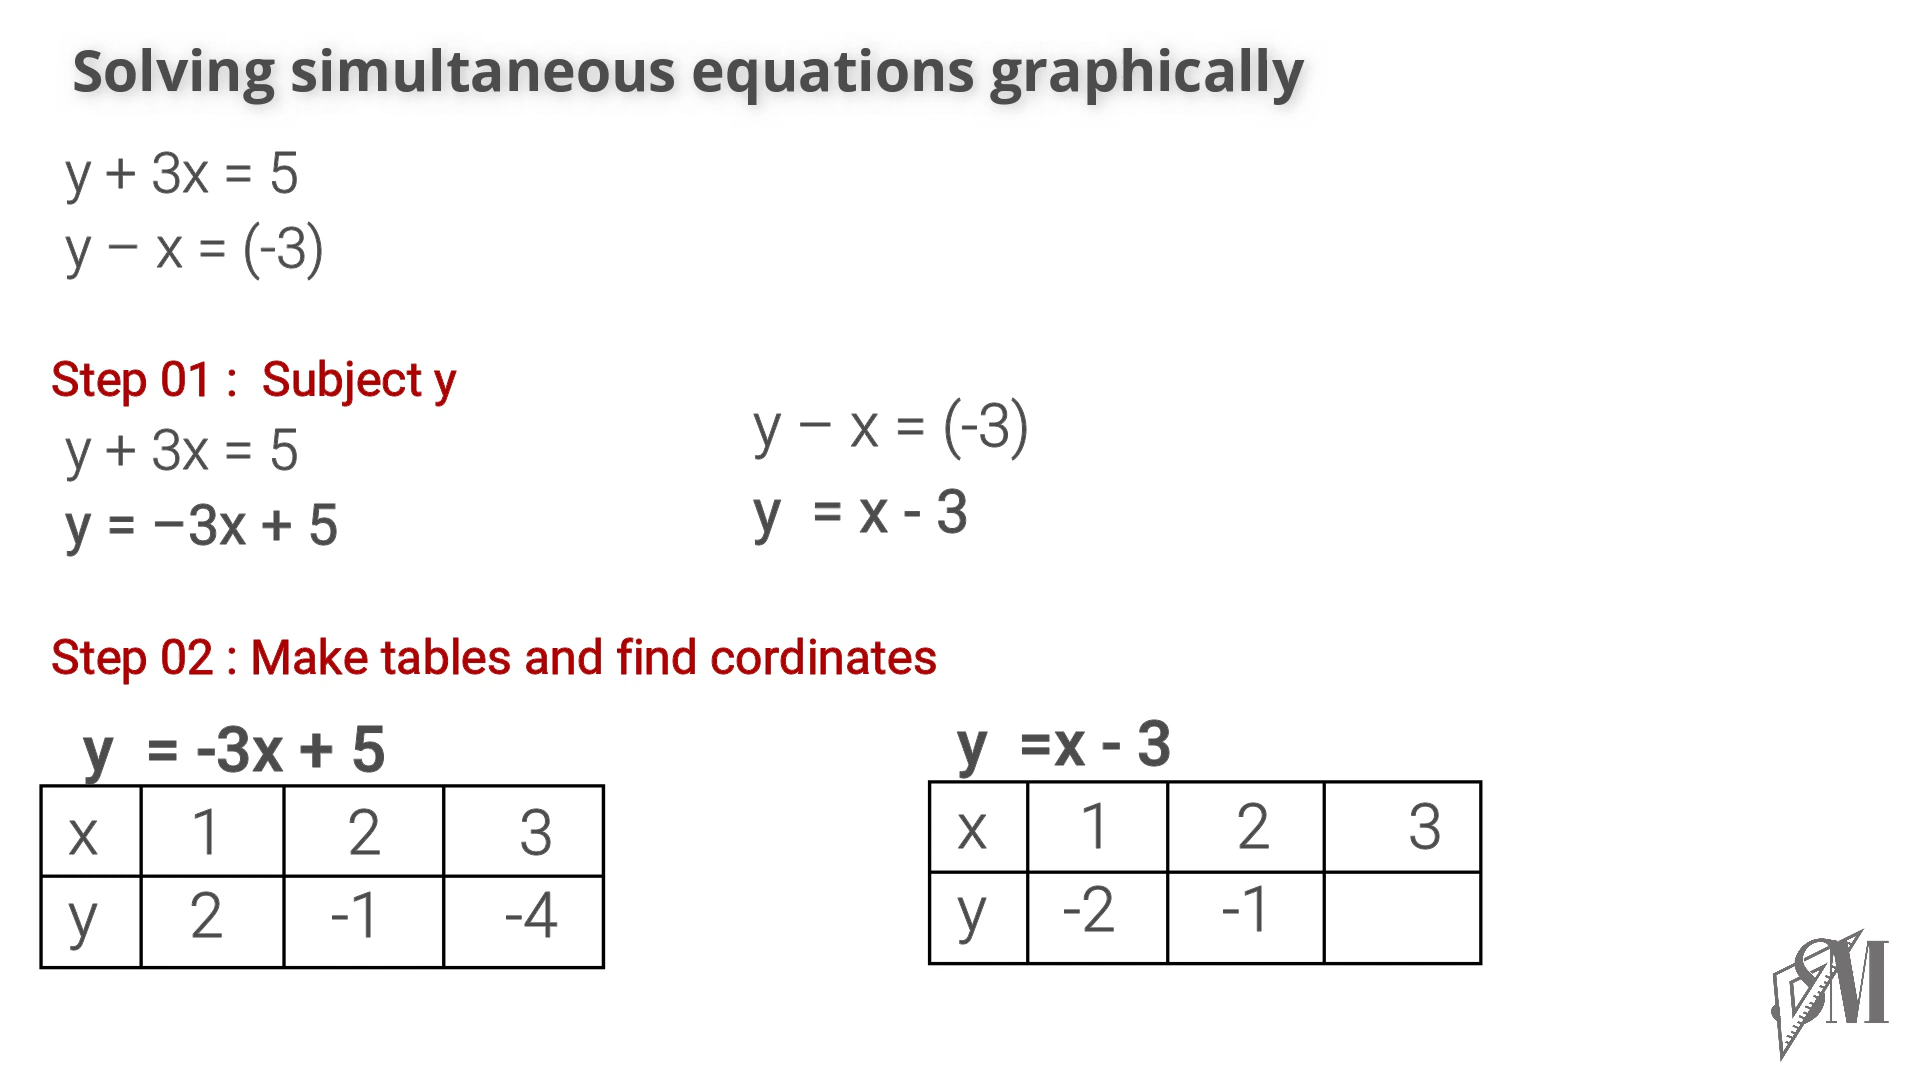 Solving simultaneous equations graphically
y + 3x = 5
y – x = (-3)
Step 01 : Subject y
y + 3x = 5
y = –3x + 5
y – x = (-3)
y = x - 3
Step 02 : Make tables and find cordinates
y = -3x + 5
x 1 2 3
y 2 -1 -4
y =x - 3
x 1 2 3
y -2 -1
SM